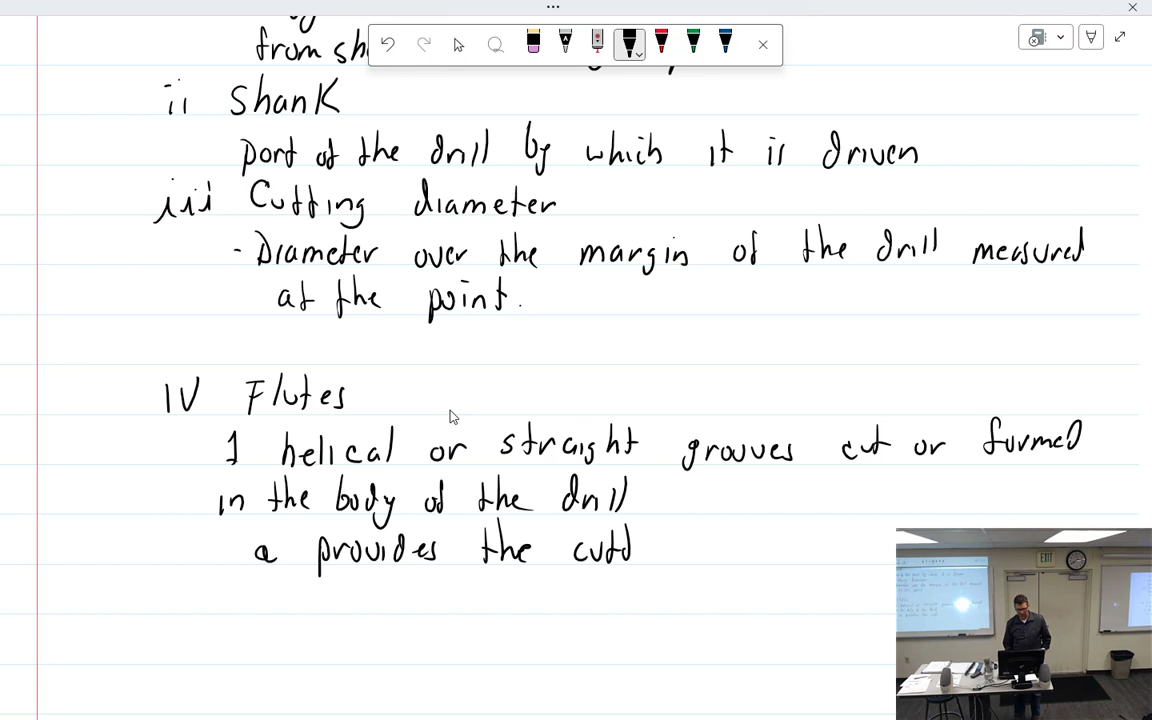 from sh
ii Shank
part of the drill by which it is driven
iii Cutting diameter
- Diameter over the margin of the drill measured
at the point.
IV Flutes
1 helical or straight grooves cut or formed
in the body of the drill
a provides the cutt
EXIT